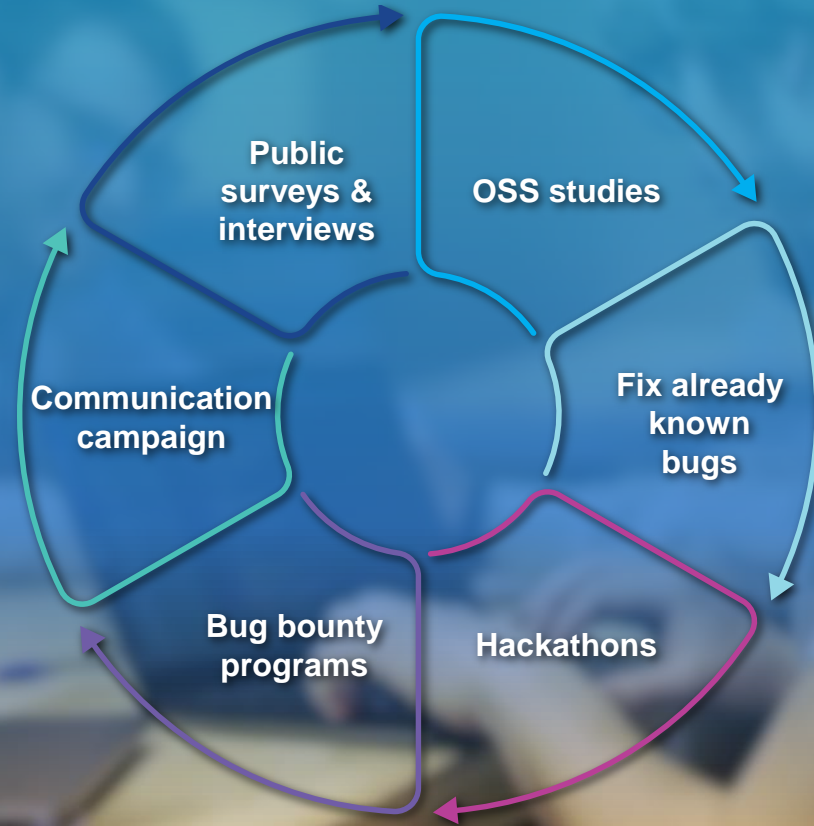 Public
surveys &
interviews
OSS studies
Fix already
known
bugs
Hackathons
Bug bounty
programs
Communication
campaign